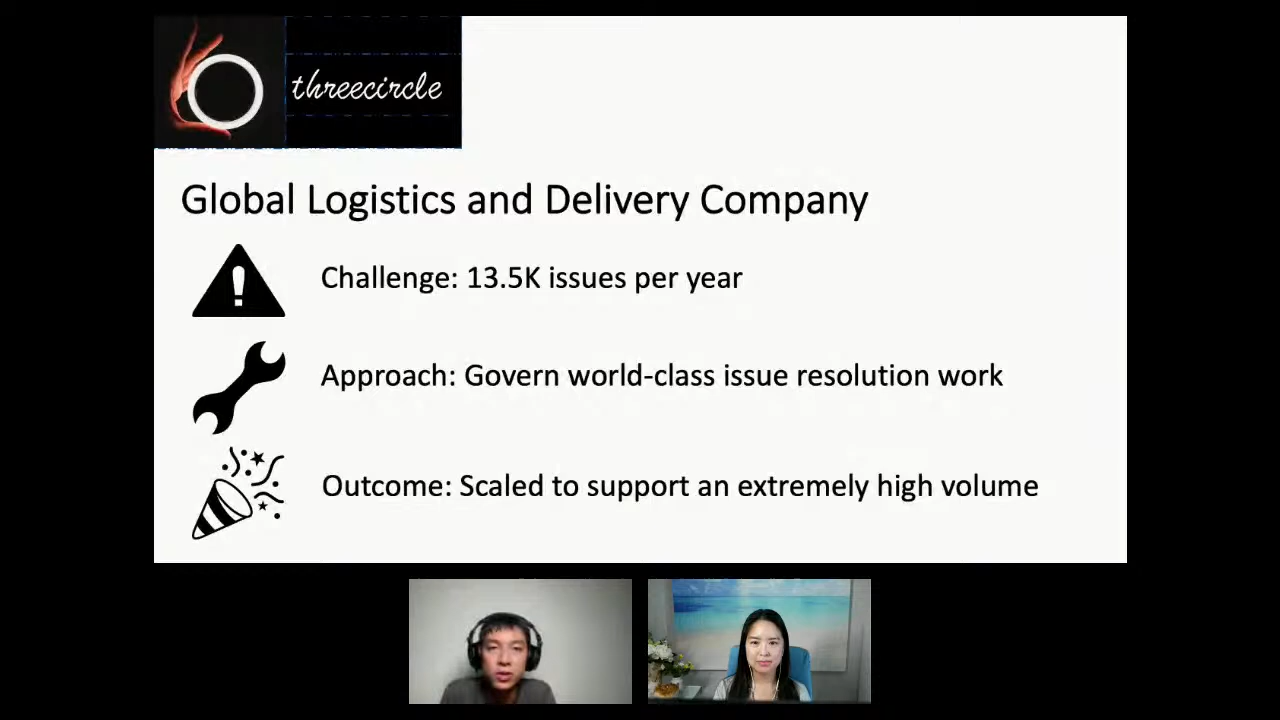 threecircle
Global Logistics and Delivery Company
Challenge: 13.5K issues per year
Approach: Govern world-class issue resolution work
Outcome: Scaled to support an extremely high volume